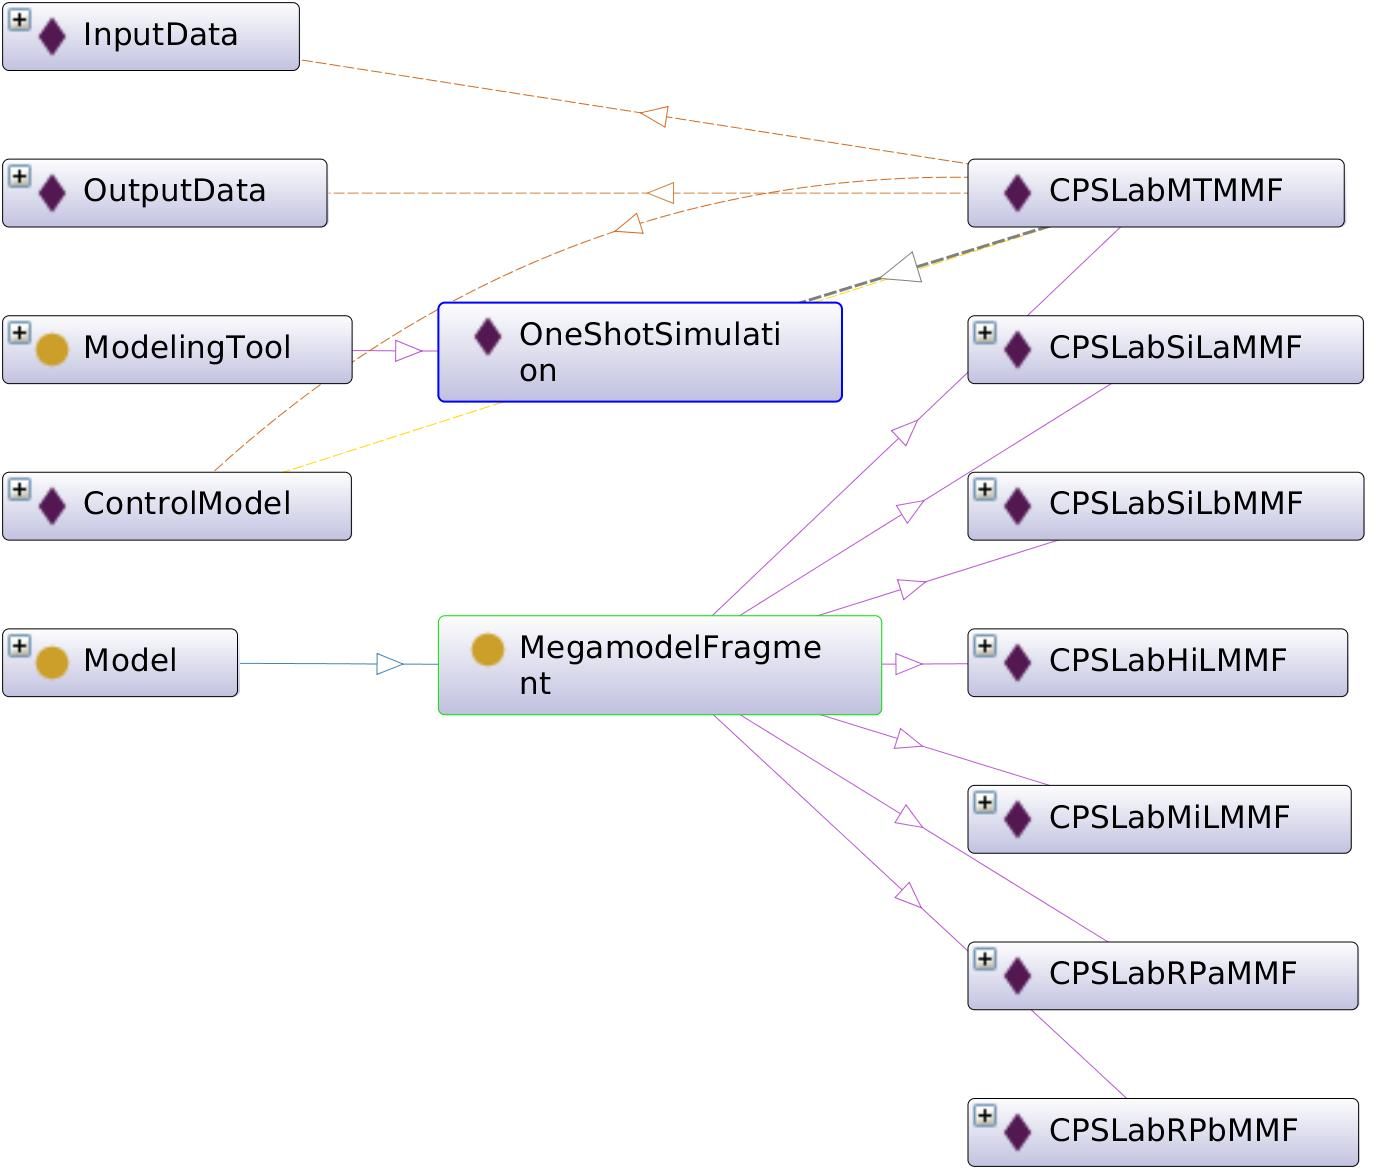 InputData
OutputData
CPSLabMTMMF
ModelingTool
OneShotSimulati
on
CPSLabSiLaMMF
ControlModel
CPSLabSiLbMMF
Model
MegamodelFragme
nt
CPSLabHiLMMF
CPSLabMiLMMF
CPSLabRPaMMF
CPSLabRPbMMF